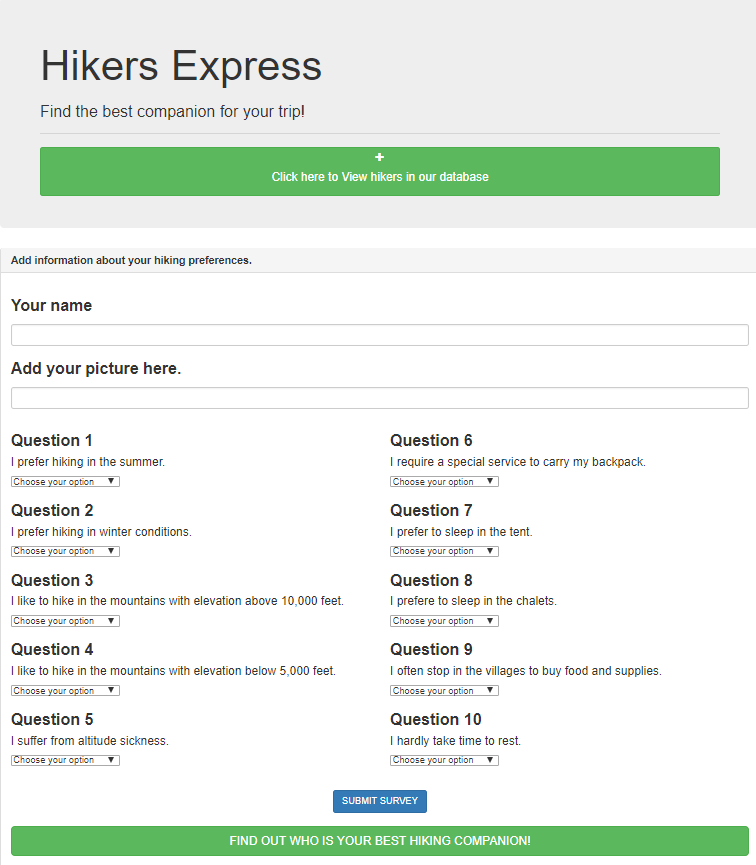 Hikers Express
Find the best companion for your trip!
Click here to View hikers in our database
Add information about your hiking preferences.
Your name
Add your picture here.
Question 1
I prefer hiking in the summer.
Choose your option
Question 2
I prefer hiking in winter conditions.
Choose your option
Question 3
I like to hike in the mountains with elevation above 10,000 feet.
Choose your option
Question 4
I like to hike in the mountains with elevation below 5,000 feet.
Choose your option
Question 5
I suffer from altitude sickness.
Choose your option
Question 6
I require a special service to carry my backpack.
Choose your option
Question 7
I prefer to sleep in the tent.
Choose your option
Question 8
I prefere to sleep in the chalets.
Choose your option
Question 9
I often stop in the villages to buy food and supplies.
Choose your option
Question 10
I hardly take time to rest.
Choose your option
SUBMIT SURVEY
FIND OUT WHO IS YOUR BEST HIKING COMPANION!